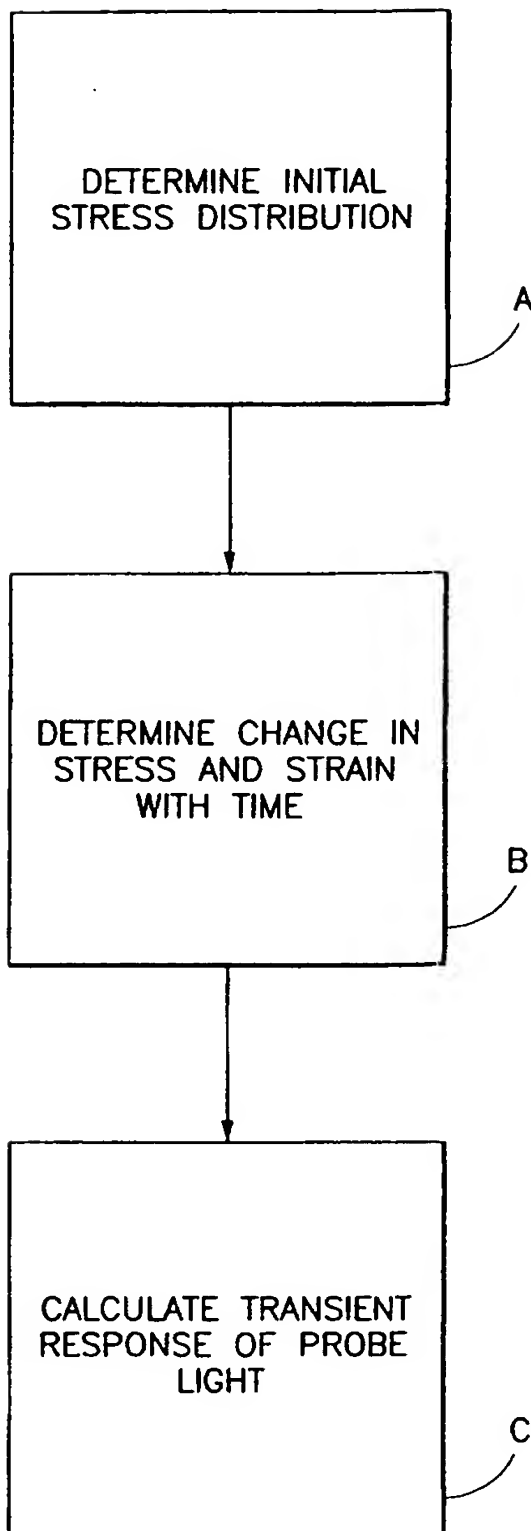 DETERMINE INITIAL
STRESS DISTRIBUTION
A
DETERMINE CHANGE IN
STRESS AND STRAIN
WITH TIME
B
CALCULATE TRANSIENT
RESPONSE OF PROBE
LIGHT
C